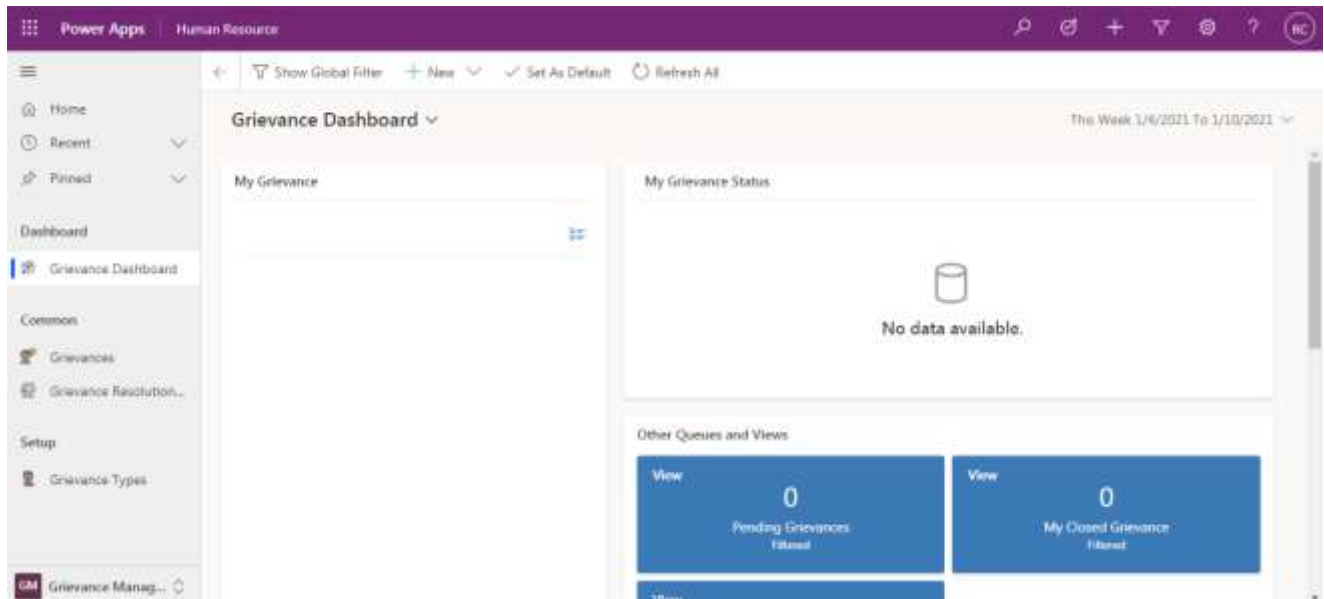 Power Apps Human Resource ? RC
Show Global Filter New Set As Default Refresh All
Home
Recent
Pinned
Dashboard
Grievance Dashboard
Common
Grievances
Grievance Resolution...
Setup
Grievance Types
GM Grievance Manag...
Grievance Dashboard
This Week 1/4/2021 To 1/10/2021
My Grievance
My Grievance Status
No data available.
Other Queues and Views
View
0
Pending Grievances
Filtered
View
0
My Closed Grievance
Filtered
View